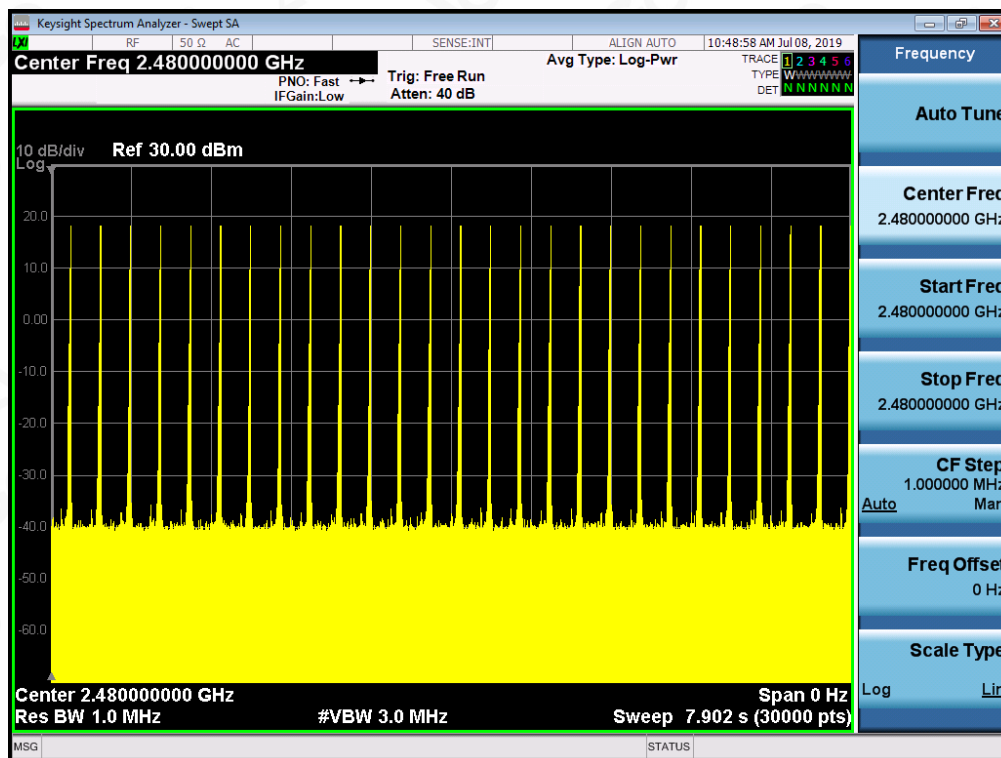 Keysight Spectrum Analyzer - Swept SA
LXI RF 50 Ω AC SENSE:INT ALIGN AUTO 10:48:58 AM Jul 08, 2019
Center Freq 2.480000000 GHz
PNO: Fast
IFGain:Low
Trig: Free Run
Atten: 40 dB
Avg Type: Log-Pwr
TRACE 1 2 3 4 5 6
TYPE WWWWWW
DET N N N N N N
10 dB/div Ref 30.00 dBm
Log
20.0
10.0
0.00
-10.0
-20.0
-30.0
-40.0
-50.0
-60.0
Center 2.480000000 GHz Span 0 Hz
Res BW 1.0 MHz #VBW 3.0 MHz Sweep 7.902 s (30000 pts)
MSG STATUS
Frequency
Auto Tune
Center Freq
2.480000000 GHz
Start Freq
2.480000000 GHz
Stop Freq
2.480000000 GHz
CF Step
1.000000 MHz
Auto Man
Freq Offset
0 Hz
Scale Type
Log Lin